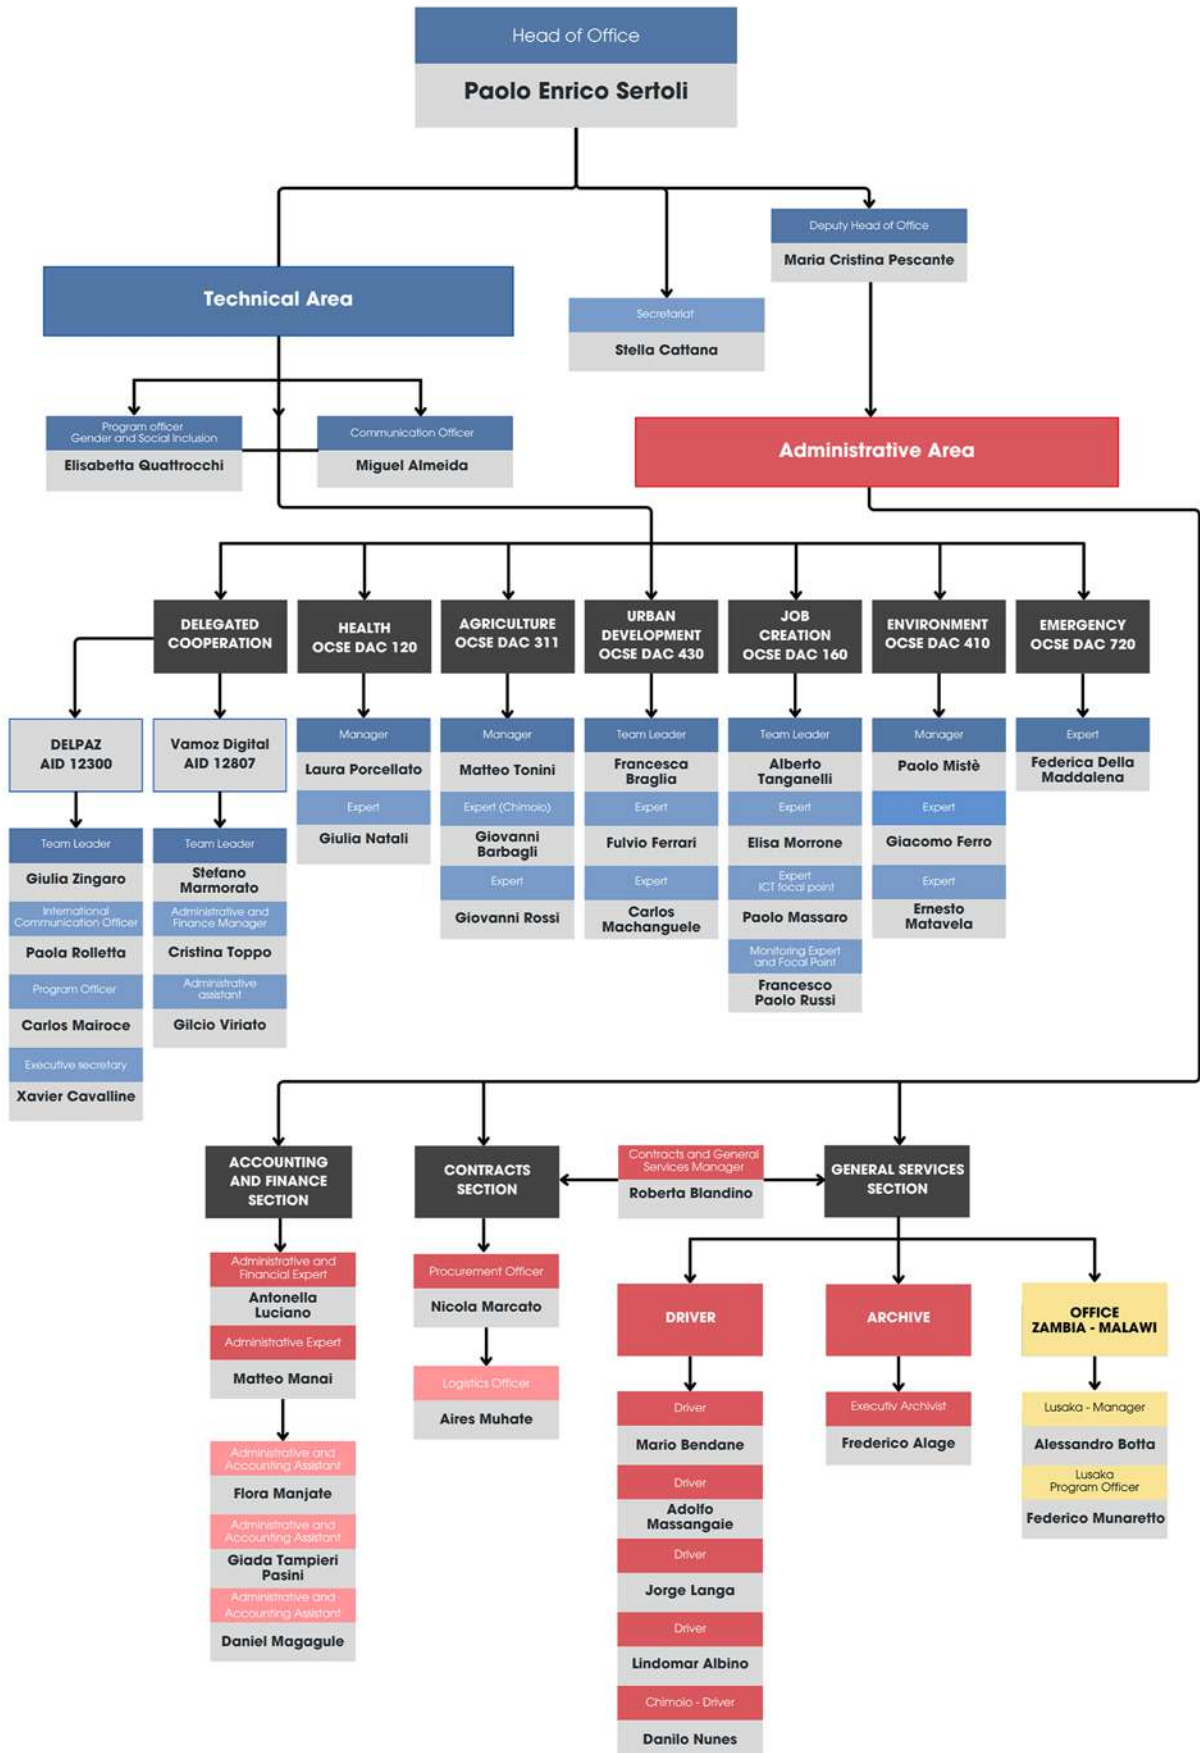 Head of Office
Paolo Enrico Sertoli
Deputy Head of Office
Maria Cristina Pescante
Technical Area
Secretariat
Stella Cattana
Program officer
Gender and Social Inclusion
Elisabetta Quattrocchi
Communication Officer
Miguel Almeida
Administrative Area
DELEGATED
COOPERATION
HEALTH
OCSE DAC 120
AGRICULTURE
OCSE DAC 311
URBAN
DEVELOPMENT
OCSE DAC 430
JOB
CREATION
OCSE DAC 160
ENVIRONMENT
OCSE DAC 410
EMERGENCY
OCSE DAC 720
DELPAZ
AID 12300
Team Leader
Giulia Zingaro
International
Communication Officer
Paola Rolletta
Program Officer
Carlos Mairoce
Executive secretary
Xavier Cavalline
Vamoz Digital
AID 12807
Team Leader
Stefano
Marmorato
Administrative and
Finance Manager
Cristina Toppo
Administrative
assistant
Gilcio Viriato
Manager
Laura Porcellato
Expert
Giulia Natali
Manager
Matteo Tonini
Expert (Chimoio)
Giovanni
Barbagli
Expert
Giovanni Rossi
Team Leader
Francesca
Braglia
Expert
Fulvio Ferrari
Expert
Carlos
Machanguele
Team Leader
Alberto
Tanganelli
Expert
Elisa Morrone
Expert
ICT focal point
Paolo Massaro
Monitoring Expert
and Focal Point
Francesco
Paolo Russi
Manager
Paolo Mistè
Expert
Giacomo Ferro
Expert
Ernesto
Matavela
Expert
Federica Della
Maddalena
ACCOUNTING
AND FINANCE
SECTION
CONTRACTS
SECTION
Contracts and General
Services Manager
Roberta Blandino
GENERAL SERVICES
SECTION
Administrative and
Financial Expert
Antonella
Luciano
Administrative Expert
Matteo Manai
Administrative and
Accounting Assistant
Flora Manjate
Administrative and
Accounting Assistant
Giada Tampieri
Pasini
Administrative and
Accounting Assistant
Daniel Magagule
Procurement Officer
Nicola Marcato
Logistics Officer
Aires Muhate
DRIVER
Driver
Mario Bendane
Driver
Adolfo
Massangaie
Driver
Jorge Langa
Driver
Lindomar Albino
Chimoio - Driver
Danilo Nunes
ARCHIVE
Executiv Archivist
Frederico Alage
OFFICE
ZAMBIA - MALAWI
Lusaka - Manager
Alessandro Botta
Lusaka
Program Officer
Federico Munaretto